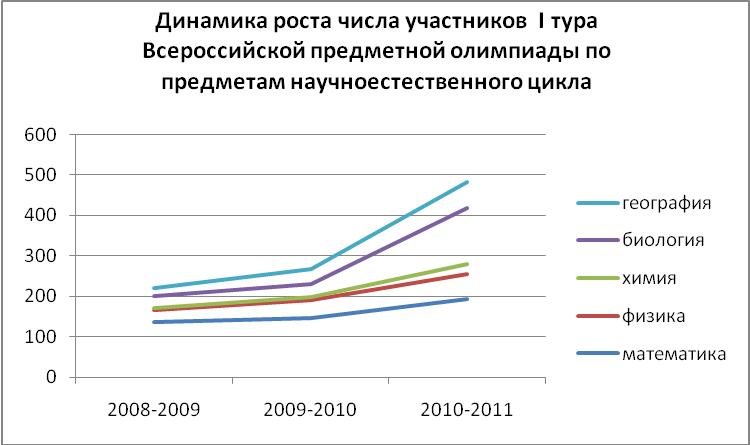 Динамика роста числа участников I тура
Всероссийской предметной олимпиады по
предметам научноестественного цикла
600
500
400
300
200
100
0
2008-2009 2009-2010 2010-2011
география
биология
химия
физика
математика